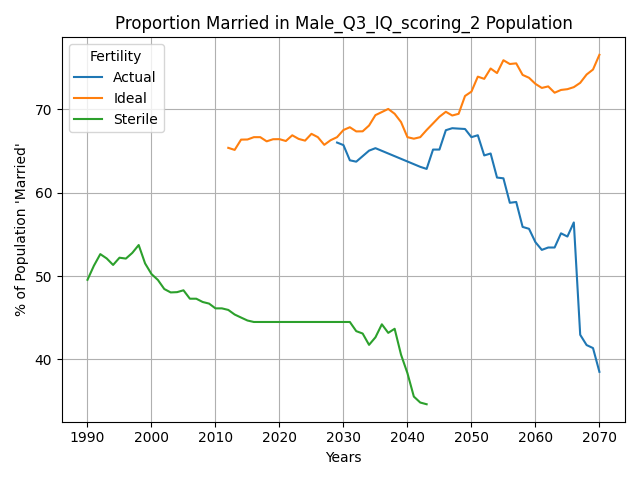 Proportion Married in Male_Q3_IQ_scoring_2 Population
Fertility
Actual
Ideal
Sterile
% of Population 'Married'
70
60
50
40
1990 2000 2010 2020 2030 2040 2050 2060 2070
Years